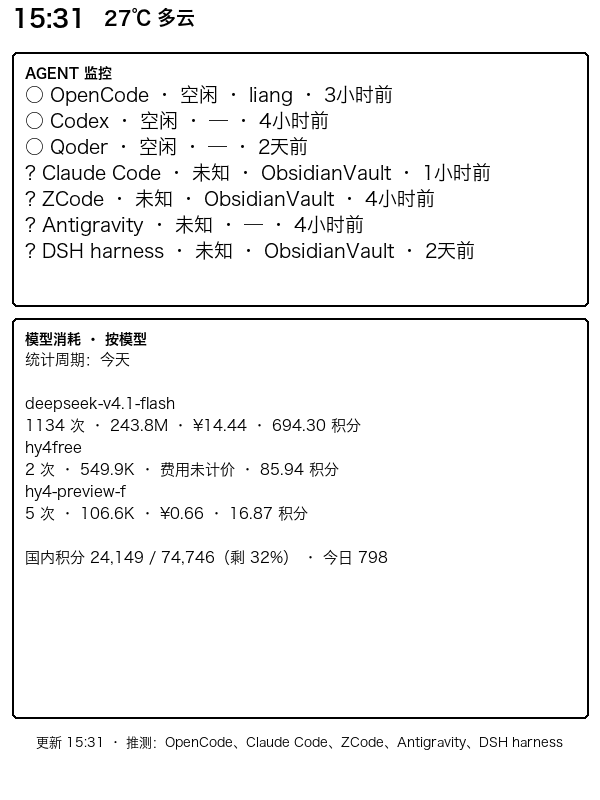 15:31 27℃ 多云
AGENT 监控
○ OpenCode · 空闲 · liang · 3小时前
○ Codex · 空闲 · — · 4小时前
○ Qoder · 空闲 · — · 2天前
? Claude Code · 未知 · ObsidianVault · 1小时前
? ZCode · 未知 · ObsidianVault · 4小时前
? Antigravity · 未知 · — · 4小时前
? DSH harness · 未知 · ObsidianVault · 2天前
模型消耗 · 按模型
统计周期：今天
deepseek-v4.1-flash
1134 次 · 243.8M · ¥14.44 · 694.30 积分
hy4free
2 次 · 549.9K · 费用未计价 · 85.94 积分
hy4-preview-f
5 次 · 106.6K · ¥0.66 · 16.87 积分
国内积分 24,149 / 74,746（剩 32%） · 今日 798
更新 15:31 · 推测：OpenCode、Claude Code、ZCode、Antigravity、DSH harness